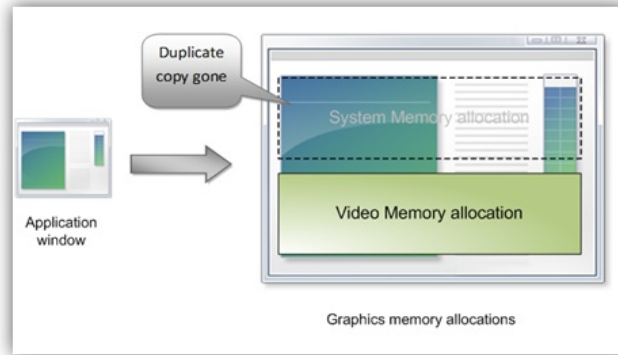 Duplicate
copy gone
System Memory allocation
Video Memory allocation
Application
window
Graphics memory allocations